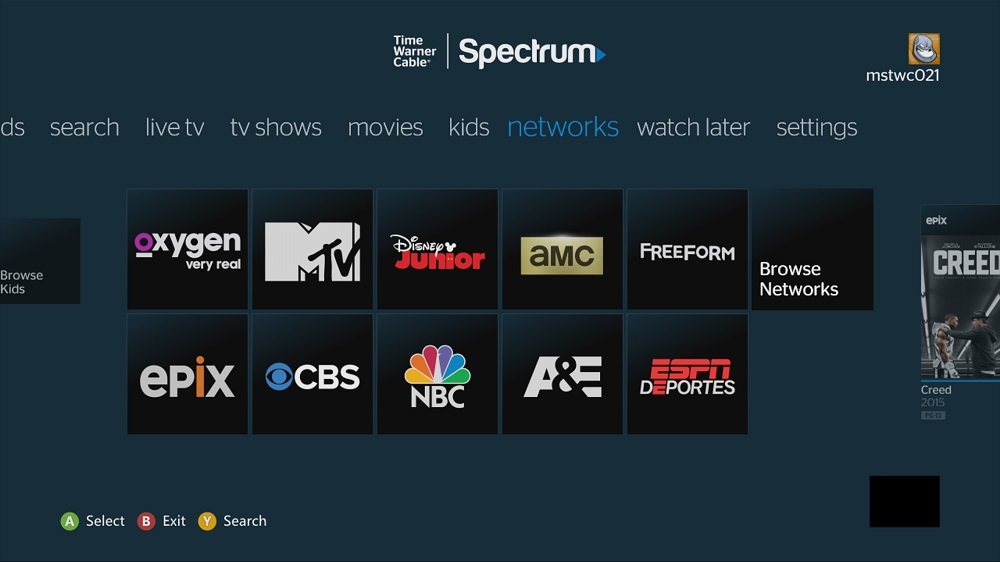 Time
Warner
Cable
Spectrum
mstwc021
ds search live tv tv shows movies kids networks watch later settings
oxygen
very real
MTV
Disney
Junior
amc
FREEFORM
Browse
Networks
Browse
Kids
epix
CREED
epix
CBS
NBC
A&E
ESPN
DEPORTES
Creed
2015
PG-13
A Select B Exit Y Search